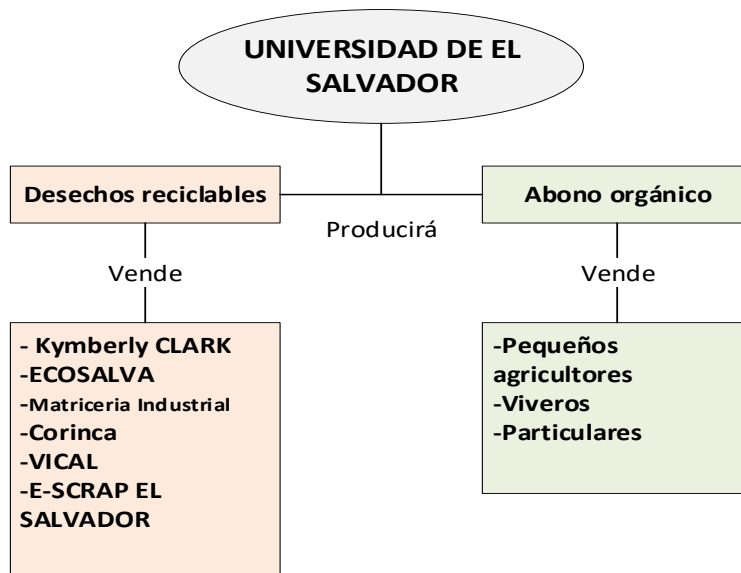 UNIVERSIDAD DE EL
SALVADOR
Desechos reciclables
Producirá
Abono orgánico
Vende
Vende
- Kymberly CLARK
-ECOSALVA
-Matriceria Industrial
-Corinca
-VICAL
-E-SCRAP EL
SALVADOR
-Pequeños
agricultores
-Viveros
-Particulares